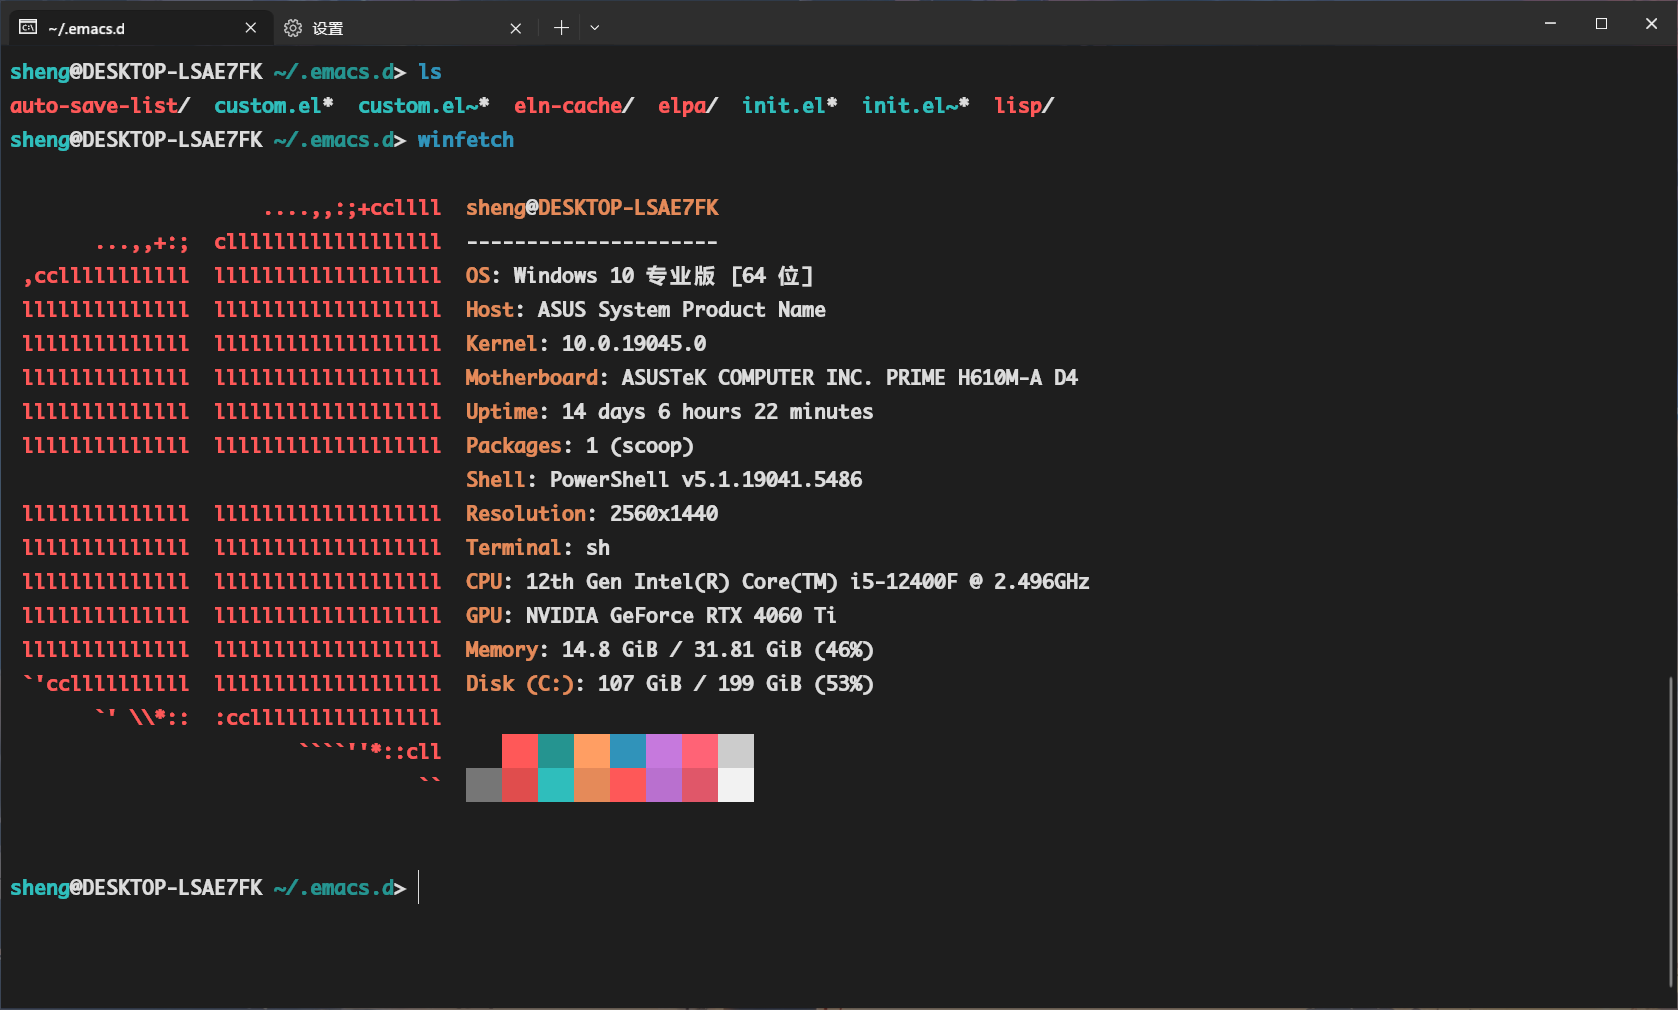 ~/.emacs.d
设置
sheng@DESKTOP-LSAE7FK ~/.emacs.d> ls
auto-save-list/  custom.el*  custom.el~*  eln-cache/  elpa/  init.el*  init.el~*  lisp/
sheng@DESKTOP-LSAE7FK ~/.emacs.d> winfetch
                     ....,,:;+ccllll  sheng@DESKTOP-LSAE7FK
       ...,,+:;  cllllllllllllllllll  ---------------------
 ,cclllllllllll  lllllllllllllllllll  OS: Windows 10 专业版 [64 位]
 llllllllllllll  lllllllllllllllllll  Host: ASUS System Product Name
 llllllllllllll  lllllllllllllllllll  Kernel: 10.0.19045.0
 llllllllllllll  lllllllllllllllllll  Motherboard: ASUSTeK COMPUTER INC. PRIME H610M-A D4
 llllllllllllll  lllllllllllllllllll  Uptime: 14 days 6 hours 22 minutes
 llllllllllllll  lllllllllllllllllll  Packages: 1 (scoop)
                                      Shell: PowerShell v5.1.19041.5486
 llllllllllllll  lllllllllllllllllll  Resolution: 2560x1440
 llllllllllllll  lllllllllllllllllll  Terminal: sh
 llllllllllllll  lllllllllllllllllll  CPU: 12th Gen Intel(R) Core(TM) i5-12400F @ 2.496GHz
 llllllllllllll  lllllllllllllllllll  GPU: NVIDIA GeForce RTX 4060 Ti
 llllllllllllll  lllllllllllllllllll  Memory: 14.8 GiB / 31.81 GiB (46%)
 `'ccllllllllll  lllllllllllllllllll  Disk (C:): 107 GiB / 199 GiB (53%)
       `' \\*::  :ccllllllllllllllll
                        ````''*::cll
                                  ``
sheng@DESKTOP-LSAE7FK ~/.emacs.d>